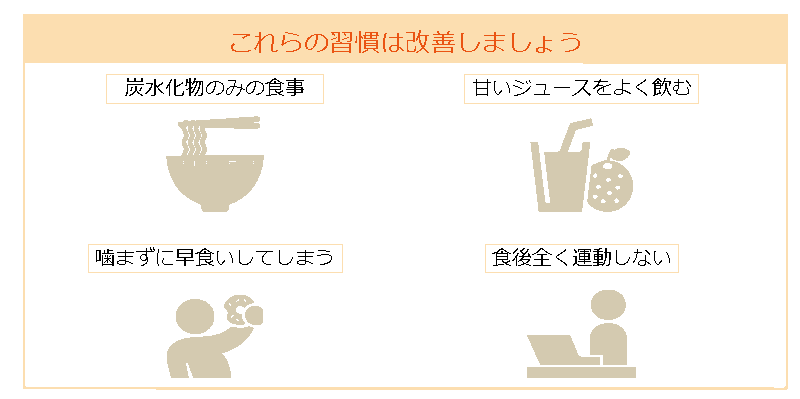 これらの習慣は改善しましょう
炭水化物のみの食事
甘いジュースをよく飲む
噛まずに早食いしてしまう
食後全く運動しない